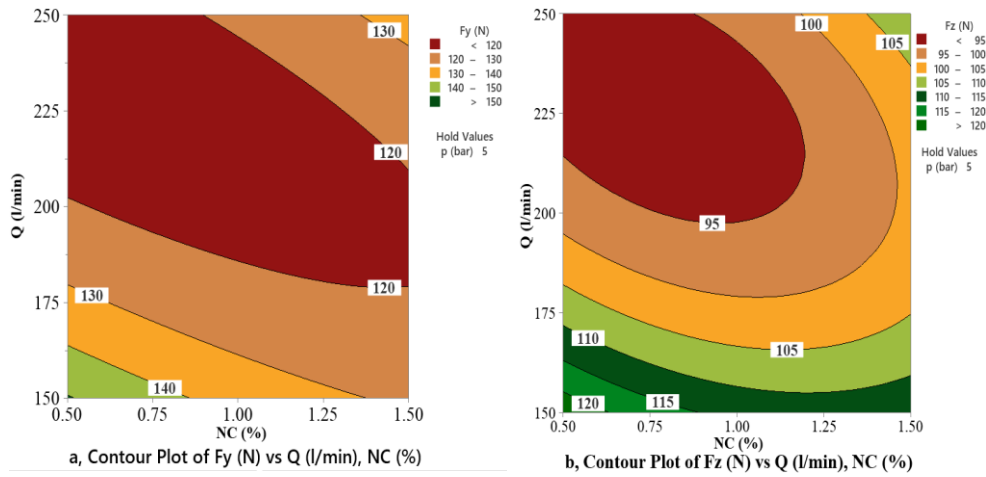 250
225
200
175
150
Q (l/min)
130
120
130
120
140
0.50 0.75 1.00 1.25 1.50
NC (%)
Fy (N)
< 120
120 – 130
130 – 140
140 – 150
> 150
Hold Values
p (bar) 5
a, Contour Plot of Fy (N) vs Q (l/min), NC (%)
250
225
200
175
150
Q (l/min)
100
105
95
110
105
120
115
0.50 0.75 1.00 1.25 1.50
NC (%)
Fz (N)
< 95
95 – 100
100 – 105
105 – 110
110 – 115
115 – 120
> 120
Hold Values
p (bar) 5
b, Contour Plot of Fz (N) vs Q (l/min), NC (%)